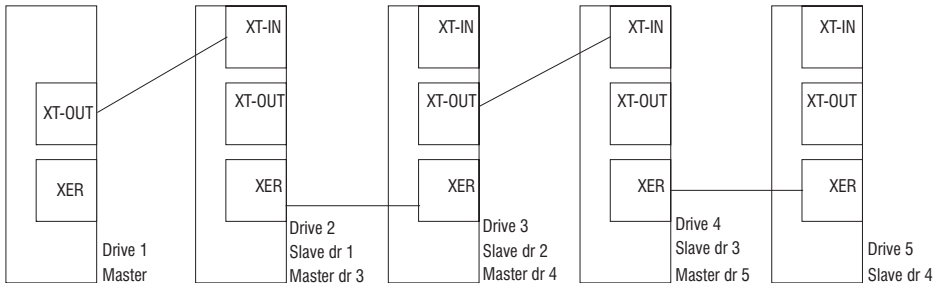 XT-OUT
XER
Drive 1
Master
XT-IN
XT-OUT
XER
Drive 2
Slave dr 1
Master dr 3
XT-IN
XT-OUT
XER
Drive 3
Slave dr 2
Master dr 4
XT-IN
XT-OUT
XER
Drive 4
Slave dr 3
Master dr 5
XT-IN
XT-OUT
XER
Drive 5
Slave dr 4